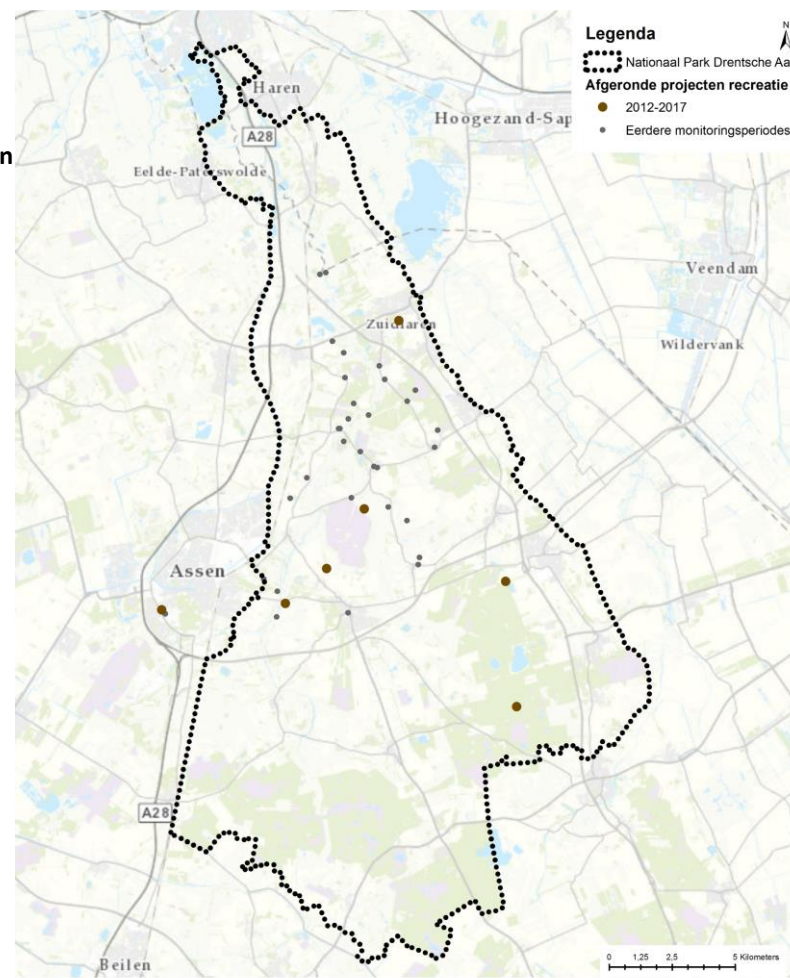 Legenda
N
Nationaal Park Drentsche Aa
Afgeronde projecten recreatie
2012-2017
Eerdere monitoringsperiodes
n
Haren
Hoogezand-Sap
A28
Eelde-Paterswolde
Veendam
Zuidlaren
Wildervank
Assen
A28
Beilen
0 1,25 2,5 5 Kilometers